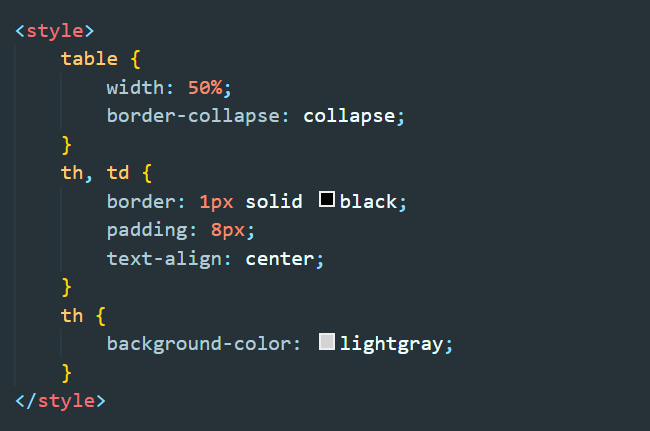 <style>
table {
width: 50%;
border-collapse: collapse;
}
th, td {
border: 1px solid black;
padding: 8px;
text-align: center;
}
th {
background-color: lightgray;
}
</style>